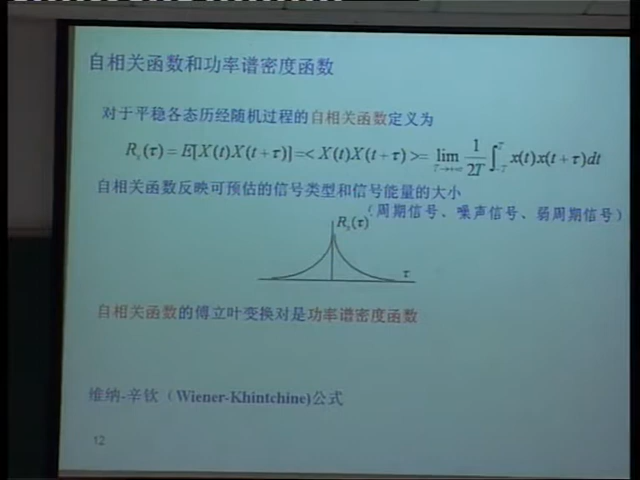 自相关函数和功率谱密度函数
对于平稳各态历经随机过程的自相关函数定义为
Rₓ(τ) = E[X(t)X(t+τ)] =< X(t)X(t+τ) >= lim T→+∞ 1/2T ∫_{-T}^{T} x(t)x(t+τ)dt
自相关函数反映可预估的信号类型和信号能量的大小
(周期信号、噪声信号、弱周期信号)
Rₓ(τ)
τ
自相关函数的傅立叶变换对是功率谱密度函数
维纳-辛钦（Wiener-Khintchine)公式
12